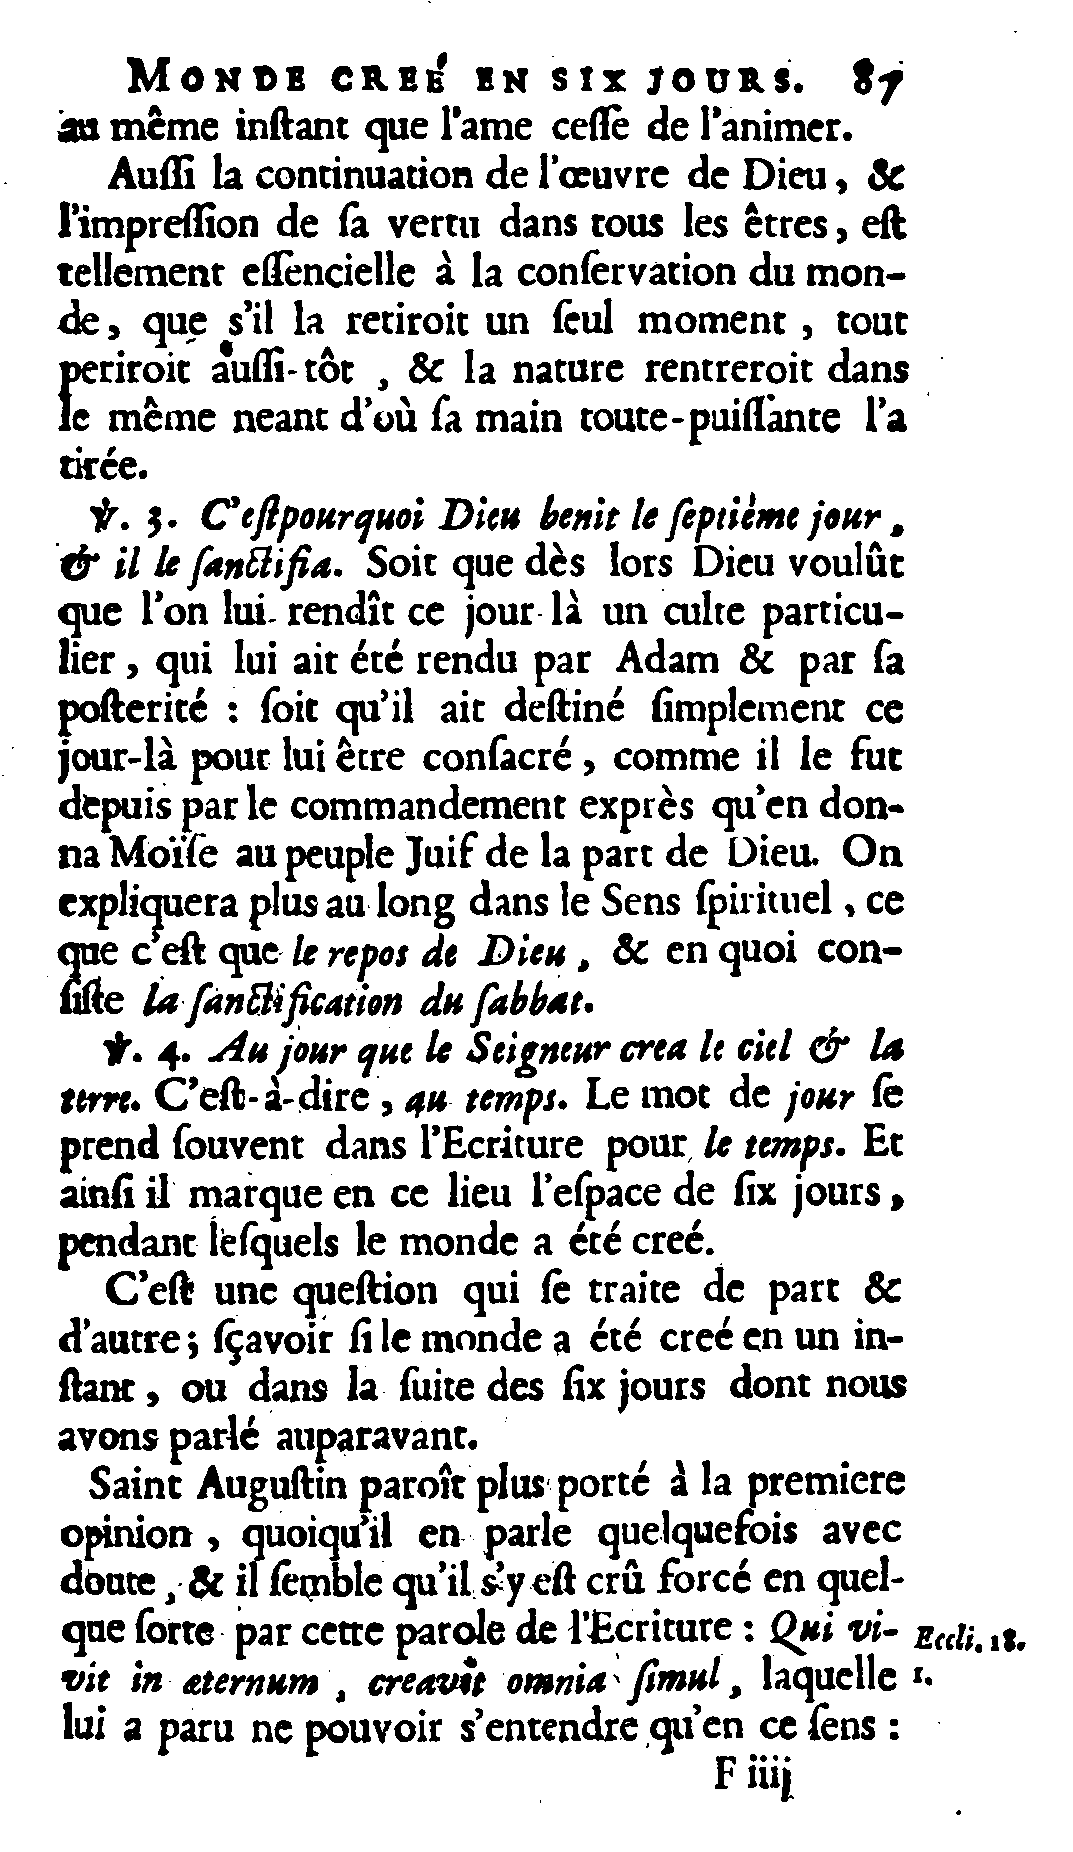 MONDE CREÉ EN SIX JOURS. 87
au même inſtant que l'ame ceſſe de l'animer.
Auſſi la continuation de l'œuvre de Dieu, &
l'impreſſion de ſa vertu dans tous les êtres, eſt
tellement eſſencielle à la conſervation du mon-
de, que s'il la retiroit un ſeul moment, tout
periroit auſſi-tôt, & la nature rentreroit dans
le même neant d'où ſa main toute-puiſſante l'a
tirée.
℣. 3. C'eſtpourquoi Dieu benit le ſeptième jour,
& il le ſanctifia. Soit que dès lors Dieu voulût
que l'on lui rendît ce jour là un culte particu-
lier, qui lui ait été rendu par Adam & par ſa
poſterité : ſoit qu'il ait deſtiné ſimplement ce
jour-là pour lui être conſacré, comme il le fut
depuis par le commandement exprès qu'en don-
na Moïſe au peuple Juif de la part de Dieu. On
expliquera plus au long dans le Sens ſpirituel, ce
que c'eſt que le repos de Dieu, & en quoi con-
ſiſte la ſanctification du ſabbat.
℣. 4. Au jour que le Seigneur crea le ciel & la
terre. C'eſt-à-dire, au temps. Le mot de jour ſe
prend ſouvent dans l'Ecriture pour le temps. Et
ainſi il marque en ce lieu l'eſpace de ſix jours,
pendant leſquels le monde a été creé.
C'eſt une queſtion qui ſe traite de part &
d'autre; ſçavoir ſi le monde a été creé en un in-
ſtant, ou dans la ſuite des ſix jours dont nous
avons parlé auparavant.
Saint Auguſtin paroît plus porté à la premiere
opinion, quoiqu'il en parle quelquefois avec
doute, & il ſemble qu'il s'y eſt crû forcé en quel-
que ſorte par cette parole de l'Ecriture : Qui vi-
Eccli. 18.
vit in æternum, creavit omnia ſimul, laquelle
1.
lui a paru ne pouvoir s'entendre qu'en ce ſens :
F iiij